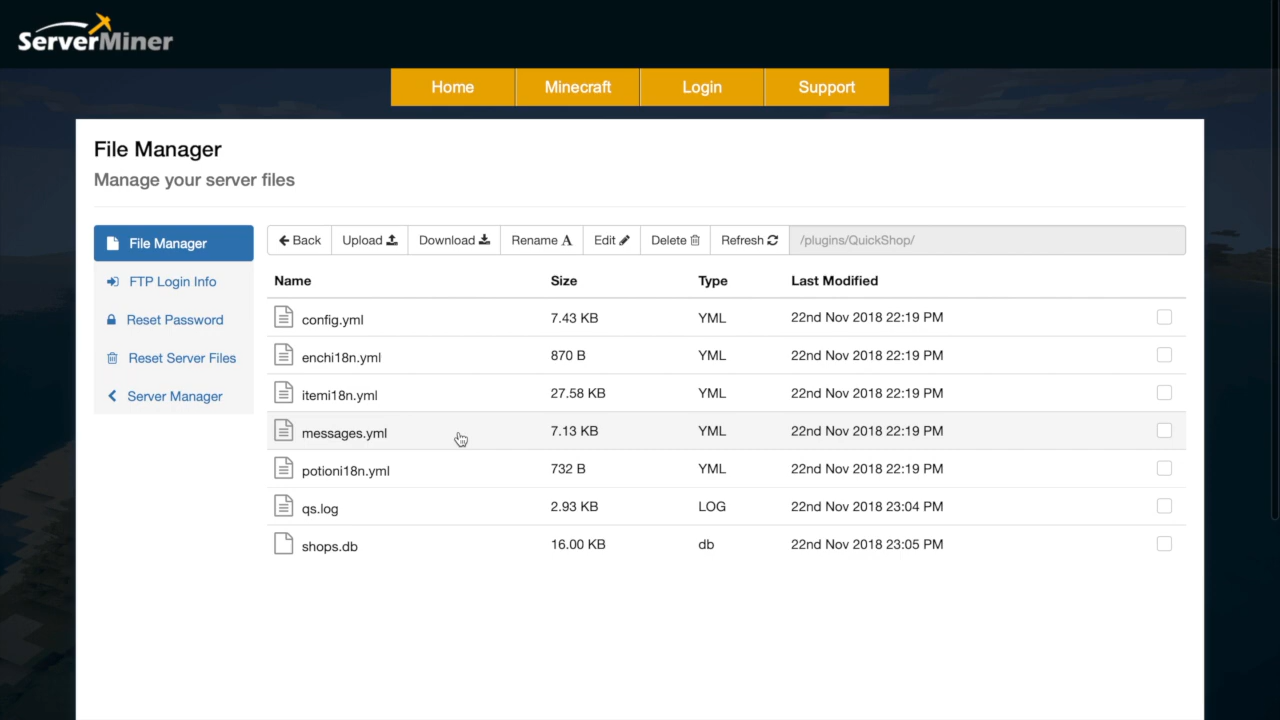 ServerMiner
Home Minecraft Login Support
File Manager
Manage your server files
File Manager
FTP Login Info
Reset Password
Reset Server Files
Server Manager
Back Upload Download Rename Edit Delete Refresh /plugins/QuickShop/
Name Size Type Last Modified
config.yml 7.43 KB YML 22nd Nov 2018 22:19 PM
enchi18n.yml 870 B YML 22nd Nov 2018 22:19 PM
itemi18n.yml 27.58 KB YML 22nd Nov 2018 22:19 PM
messages.yml 7.13 KB YML 22nd Nov 2018 22:19 PM
potioni18n.yml 732 B YML 22nd Nov 2018 22:19 PM
qs.log 2.93 KB LOG 22nd Nov 2018 23:04 PM
shops.db 16.00 KB db 22nd Nov 2018 23:05 PM